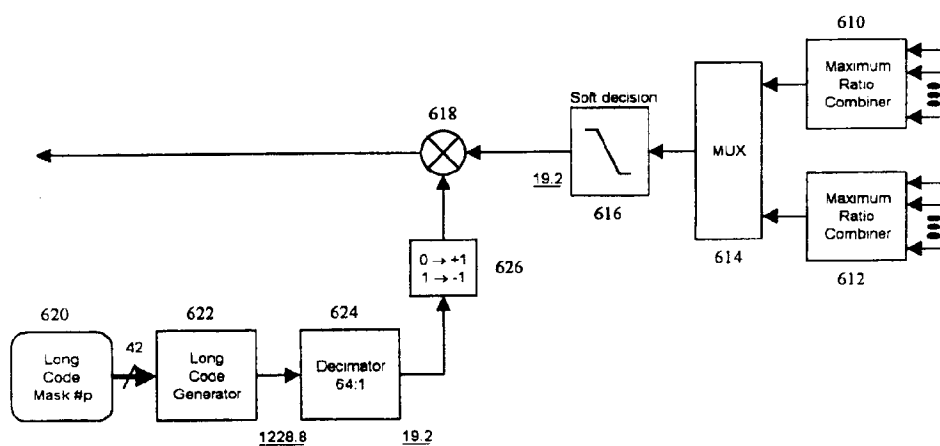 610
Maximum
Ratio
Combiner
Soft decision
618
MUX
19.2
616
Maximum
Ratio
Combiner
614
612
0 → +1
1 → -1
626
620
622
624
Long
Code
Mask #p
42
Long
Code
Generator
Decimator
64:1
1228.8
19.2